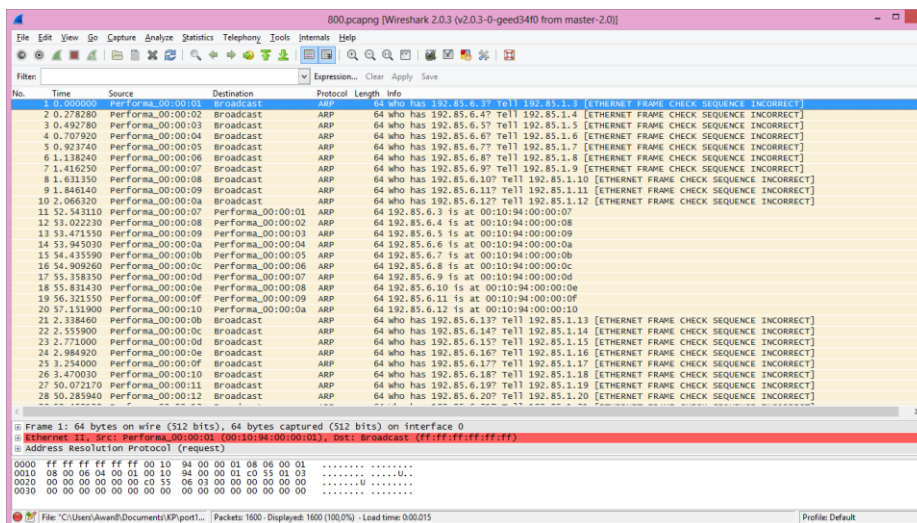 800.pcapng [Wireshark 2.0.3 (v2.0.3-0-geed34f0 from master-2.0)]
File Edit View Go Capture Analyze Statistics Telephony Tools Internals Help
Filter: Expression... Clear Apply Save
No. Time Source Destination Protocol Length Info
1 0.000000 Performa_00:00:01 Broadcast ARP 64 Who has 192.85.6.3? Tell 192.85.1.3 [ETHERNET FRAME CHECK SEQUENCE INCORRECT]
2 0.278280 Performa_00:00:02 Broadcast ARP 64 Who has 192.85.6.4? Tell 192.85.1.4 [ETHERNET FRAME CHECK SEQUENCE INCORRECT]
3 0.492780 Performa_00:00:03 Broadcast ARP 64 Who has 192.85.6.5? Tell 192.85.1.5 [ETHERNET FRAME CHECK SEQUENCE INCORRECT]
4 0.707920 Performa_00:00:04 Broadcast ARP 64 Who has 192.85.6.6? Tell 192.85.1.6 [ETHERNET FRAME CHECK SEQUENCE INCORRECT]
5 0.923740 Performa_00:00:05 Broadcast ARP 64 Who has 192.85.6.7? Tell 192.85.1.7 [ETHERNET FRAME CHECK SEQUENCE INCORRECT]
6 1.138240 Performa_00:00:06 Broadcast ARP 64 Who has 192.85.6.8? Tell 192.85.1.8 [ETHERNET FRAME CHECK SEQUENCE INCORRECT]
7 1.416250 Performa_00:00:07 Broadcast ARP 64 Who has 192.85.6.9? Tell 192.85.1.9 [ETHERNET FRAME CHECK SEQUENCE INCORRECT]
8 1.631350 Performa_00:00:08 Broadcast ARP 64 Who has 192.85.6.10? Tell 192.85.1.10 [ETHERNET FRAME CHECK SEQUENCE INCORRECT]
9 1.846140 Performa_00:00:09 Broadcast ARP 64 Who has 192.85.6.11? Tell 192.85.1.11 [ETHERNET FRAME CHECK SEQUENCE INCORRECT]
10 2.066320 Performa_00:00:0a Broadcast ARP 64 Who has 192.85.6.12? Tell 192.85.1.12 [ETHERNET FRAME CHECK SEQUENCE INCORRECT]
11 52.543110 Performa_00:00:07 Performa_00:00:01 ARP 64 192.85.6.3 is at 00:10:94:00:00:07
12 53.022230 Performa_00:00:08 Performa_00:00:02 ARP 64 192.85.6.4 is at 00:10:94:00:00:08
13 53.471550 Performa_00:00:09 Performa_00:00:03 ARP 64 192.85.6.5 is at 00:10:94:00:00:09
14 53.945030 Performa_00:00:0a Performa_00:00:04 ARP 64 192.85.6.6 is at 00:10:94:00:00:0a
15 54.435590 Performa_00:00:0b Performa_00:00:05 ARP 64 192.85.6.7 is at 00:10:94:00:00:0b
16 54.909260 Performa_00:00:0c Performa_00:00:06 ARP 64 192.85.6.8 is at 00:10:94:00:00:0c
17 55.358350 Performa_00:00:0d Performa_00:00:07 ARP 64 192.85.6.9 is at 00:10:94:00:00:0d
18 55.831430 Performa_00:00:0e Performa_00:00:08 ARP 64 192.85.6.10 is at 00:10:94:00:00:0e
19 56.321550 Performa_00:00:0f Performa_00:00:09 ARP 64 192.85.6.11 is at 00:10:94:00:00:0f
20 57.151900 Performa_00:00:10 Performa_00:00:0a ARP 64 192.85.6.12 is at 00:10:94:00:00:10
21 2.338460 Performa_00:00:0b Broadcast ARP 64 Who has 192.85.6.13? Tell 192.85.1.13 [ETHERNET FRAME CHECK SEQUENCE INCORRECT]
22 2.555900 Performa_00:00:0c Broadcast ARP 64 Who has 192.85.6.14? Tell 192.85.1.14 [ETHERNET FRAME CHECK SEQUENCE INCORRECT]
23 2.771000 Performa_00:00:0d Broadcast ARP 64 Who has 192.85.6.15? Tell 192.85.1.15 [ETHERNET FRAME CHECK SEQUENCE INCORRECT]
24 2.984920 Performa_00:00:0e Broadcast ARP 64 Who has 192.85.6.16? Tell 192.85.1.16 [ETHERNET FRAME CHECK SEQUENCE INCORRECT]
25 3.254000 Performa_00:00:0f Broadcast ARP 64 Who has 192.85.6.17? Tell 192.85.1.17 [ETHERNET FRAME CHECK SEQUENCE INCORRECT]
26 3.470030 Performa_00:00:10 Broadcast ARP 64 Who has 192.85.6.18? Tell 192.85.1.18 [ETHERNET FRAME CHECK SEQUENCE INCORRECT]
27 50.072170 Performa_00:00:11 Broadcast ARP 64 Who has 192.85.6.19? Tell 192.85.1.19 [ETHERNET FRAME CHECK SEQUENCE INCORRECT]
28 50.285940 Performa_00:00:12 Broadcast ARP 64 Who has 192.85.6.20? Tell 192.85.1.20 [ETHERNET FRAME CHECK SEQUENCE INCORRECT]
Frame 1: 64 bytes on wire (512 bits), 64 bytes captured (512 bits) on interface 0
Ethernet II, Src: Performa_00:00:01 (00:10:94:00:00:01), Dst: Broadcast (ff:ff:ff:ff:ff:ff)
Address Resolution Protocol (request)
0000 ff ff ff ff ff ff 00 10 94 00 00 01 08 06 00 01 ........ ........
0010 08 00 06 04 00 01 00 10 94 00 00 01 c0 55 01 03 ........ .....U..
0020 00 00 00 00 00 00 c0 55 06 03 00 00 00 00 00 00 .......U ........
0030 00 00 00 00 00 00 00 00 00 00 00 00 00 00 00 00 ........ ........
File: "C:\Users\Awan8\Documents\KP\port1... Packets: 1600 · Displayed: 1600 (100,0%) · Load time: 0:00.015 Profile: Default